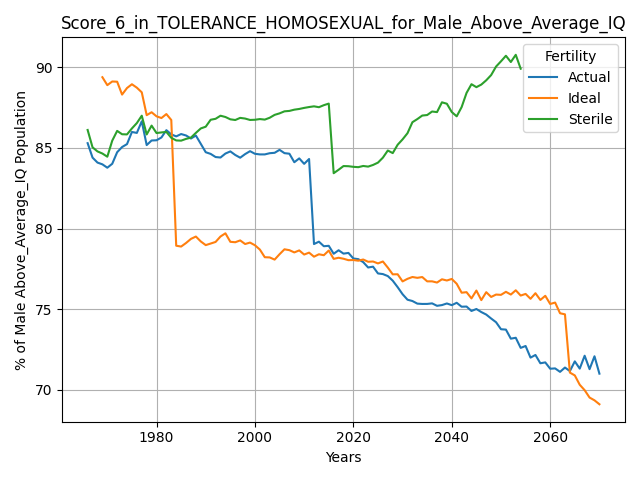 Score_6_in_TOLERANCE_HOMOSEXUAL_for_Male_Above_Average_IQ
% of Male Above_Average_IQ Population
90
85
80
75
70
Fertility
Actual
Ideal
Sterile
1980
2000
2020
2040
2060
Years